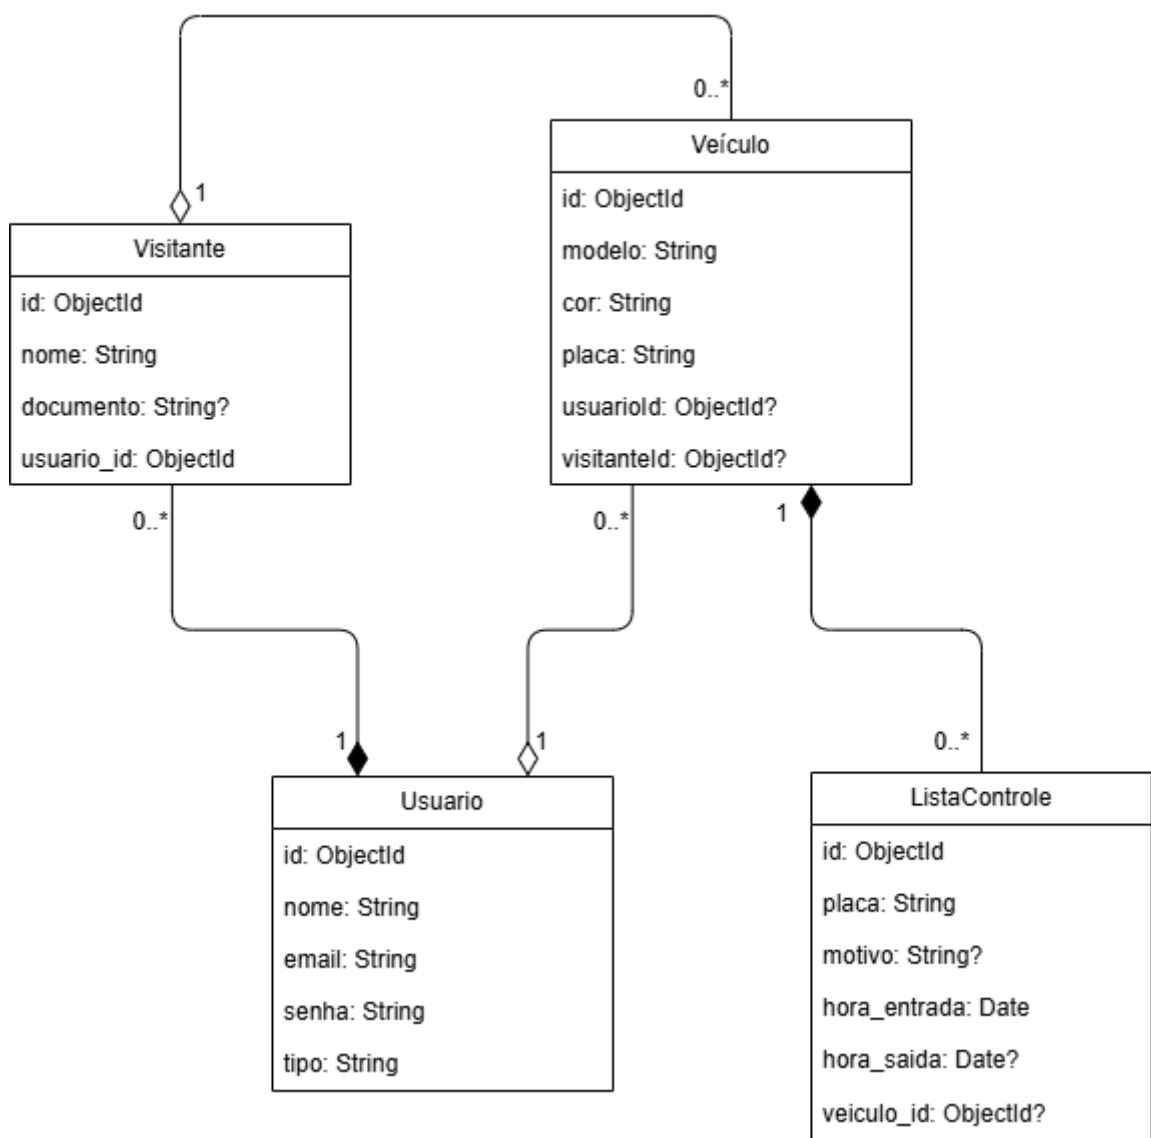 0..*
Veículo
id: ObjectId
modelo: String
cor: String
placa: String
usuarioId: ObjectId?
visitanteId: ObjectId?
1
Visitante
id: ObjectId
nome: String
documento: String?
usuario_id: ObjectId
0..*
0..*
1
1
1
0..*
Usuario
id: ObjectId
nome: String
email: String
senha: String
tipo: String
ListaControle
id: ObjectId
placa: String
motivo: String?
hora_entrada: Date
hora_saida: Date?
veiculo_id: ObjectId?